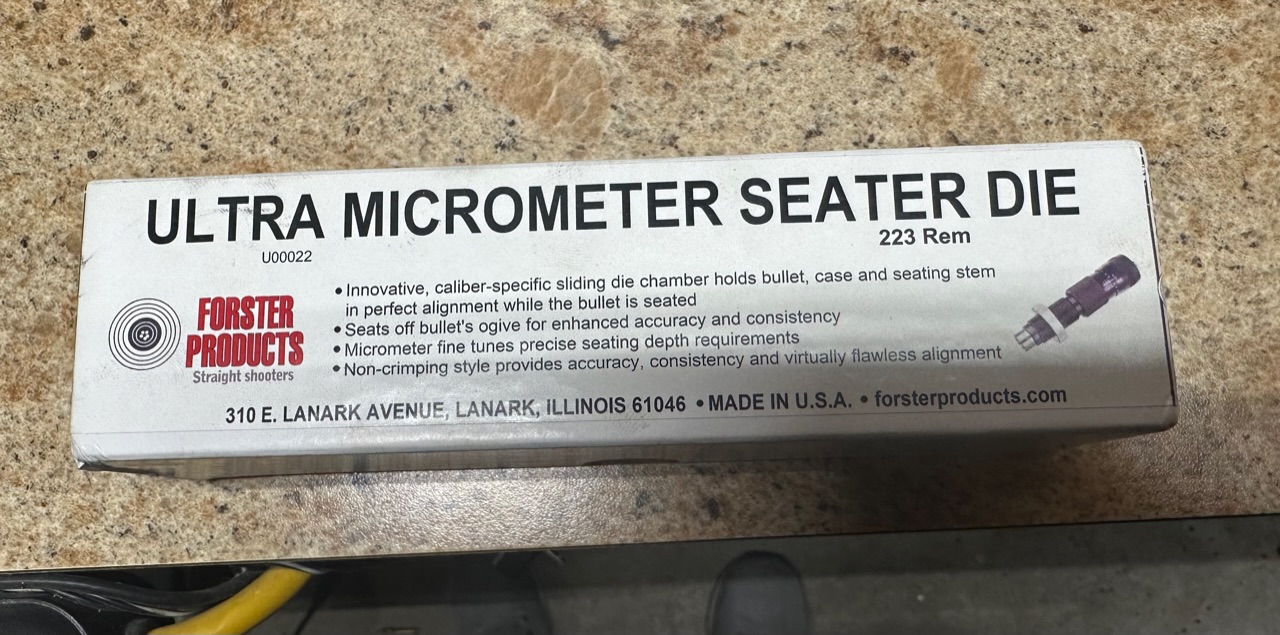 ULTRA MICROMETER SEATER DIE
U00022
223 Rem
• Innovative, caliber-specific sliding die chamber holds bullet, case and seating stem
in perfect alignment while the bullet is seated
• Seats off bullet's ogive for enhanced accuracy and consistency
• Micrometer fine tunes precise seating depth requirements
• Non-crimping style provides accuracy, consistency and virtually flawless alignment
FORSTER
PRODUCTS
Straight shooters
310 E. LANARK AVENUE, LANARK, ILLINOIS 61046 • MADE IN U.S.A. • forsterproducts.com